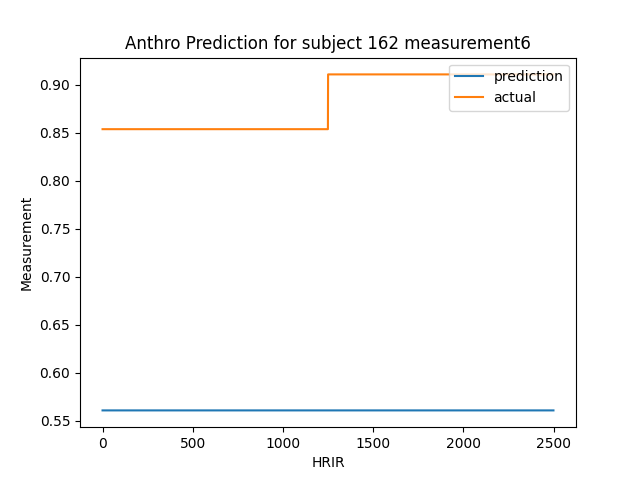 Anthro Prediction for subject 162 measurement6
prediction
actual
Measurement
0.90
0.85
0.80
0.75
0.70
0.65
0.60
0.55
0 500 1000 1500 2000 2500
HRIR